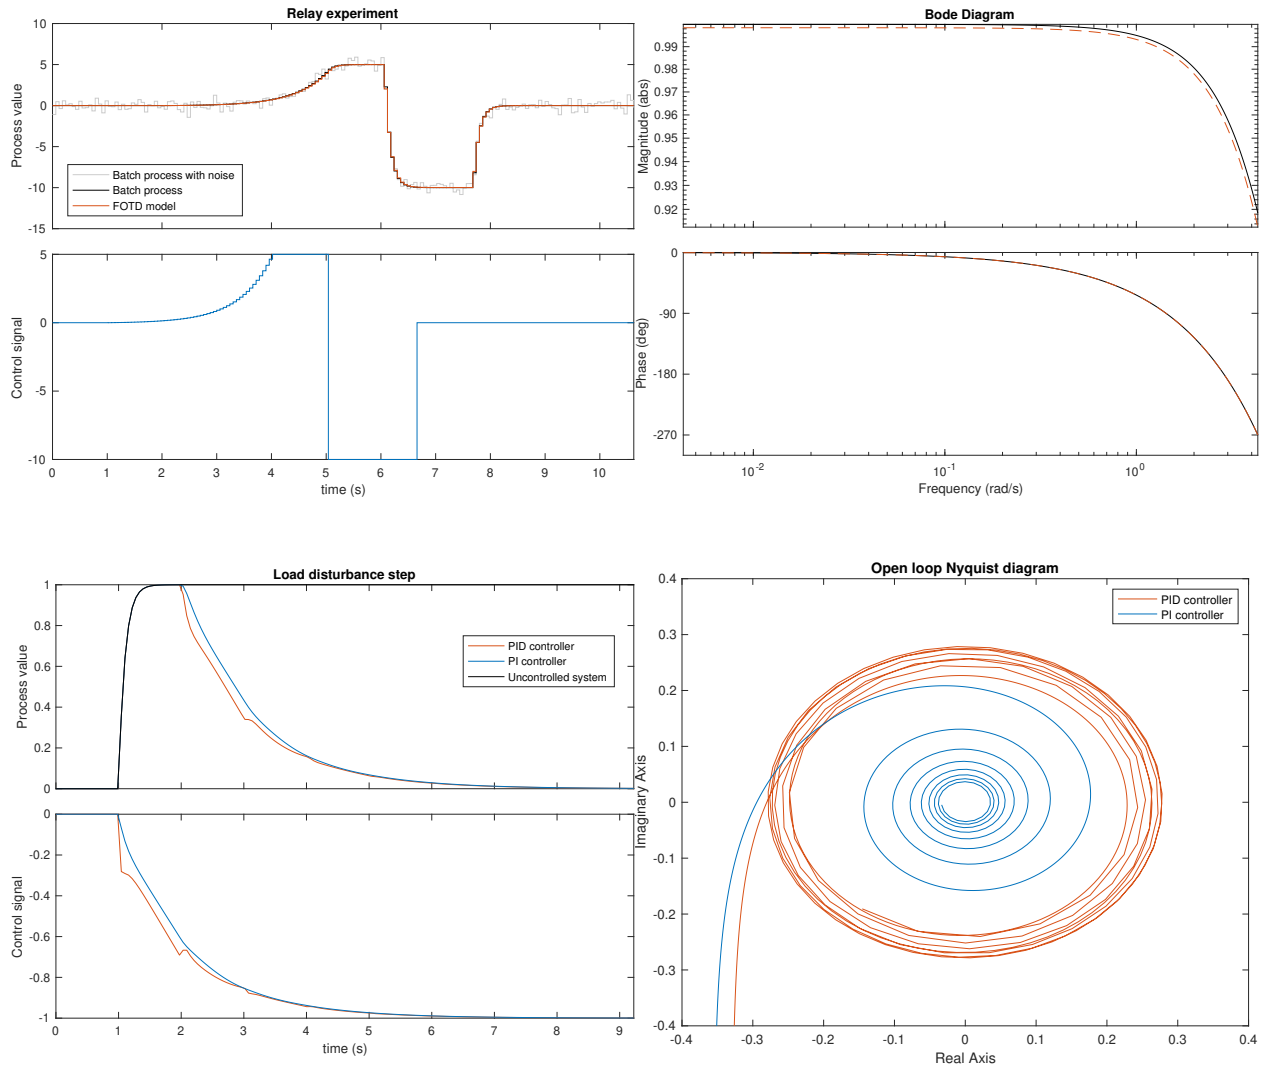 Relay experiment
10
5
0
-5
-10
-15
Process value
Batch process with noise
Batch process
FOTD model
5
0
-5
-10
Control signal
0 1 2 3 4 5 6 7 8 9 10
time (s)
Bode Diagram
0.99
0.98
0.97
0.96
0.95
0.94
0.93
0.92
Magnitude (abs)
0
-90
-180
-270
Phase (deg)
10-2 10-1 100
Frequency (rad/s)
Load disturbance step
1
0.8
0.6
0.4
0.2
0
Process value
PID controller
PI controller
Uncontrolled system
0
-0.2
-0.4
-0.6
-0.8
-1
Control signal
0 1 2 3 4 5 6 7 8 9
time (s)
Open loop Nyquist diagram
0.4
0.3
0.2
0.1
0
-0.1
-0.2
-0.3
-0.4
Imaginary Axis
PID controller
PI controller
-0.4 -0.3 -0.2 -0.1 0 0.1 0.2 0.3 0.4
Real Axis